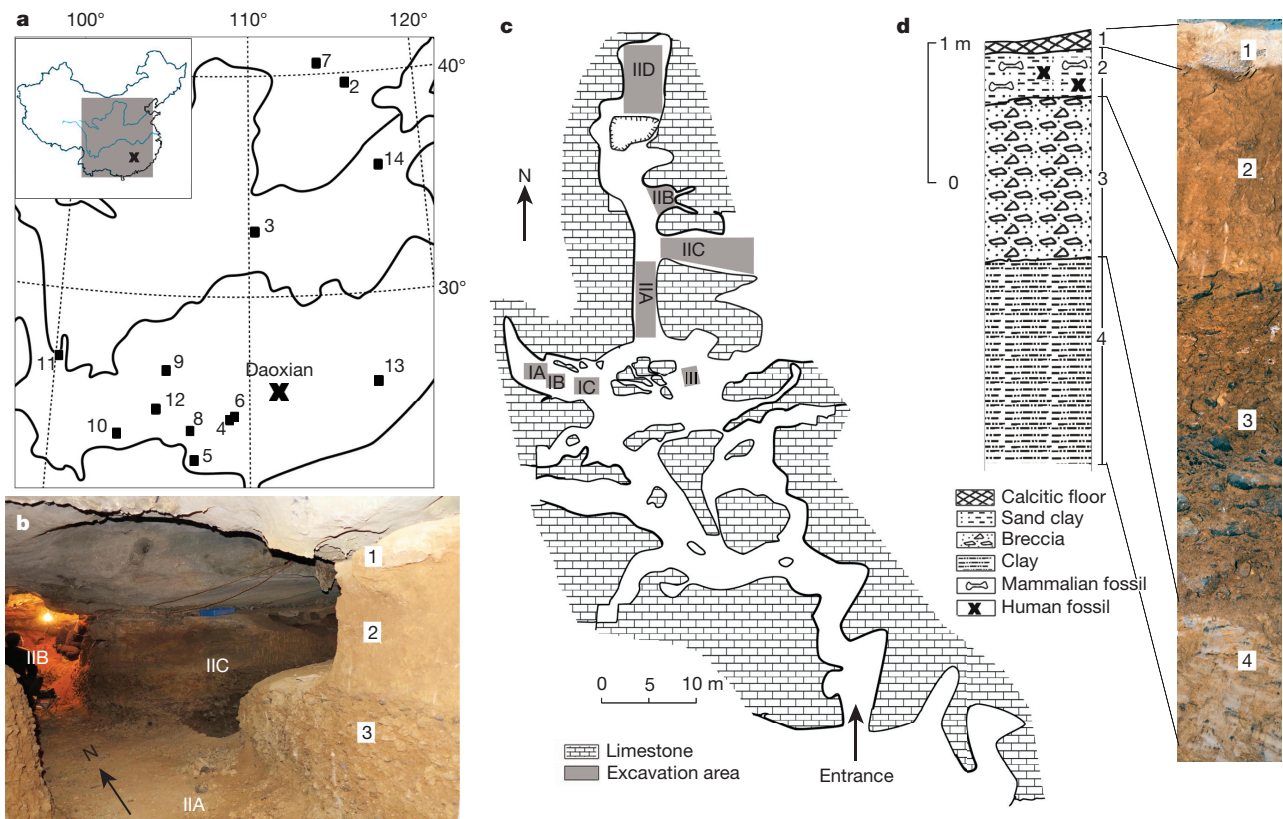 a
100°
110°
120°
40°
30°
7
2
14
3
11
9
Daoxian
13
12
8
6
4
10
5
b
1
2
3
IIB
IIC
N
IIA
c
N
IID
IIB
IIC
IIA
IA
IB
IC
III
0 5 10 m
Limestone
Excavation area
Entrance
d
1 m
0
1
2
3
4
Calcitic floor
Sand clay
Breccia
Clay
Mammalian fossil
Human fossil
1
2
3
4